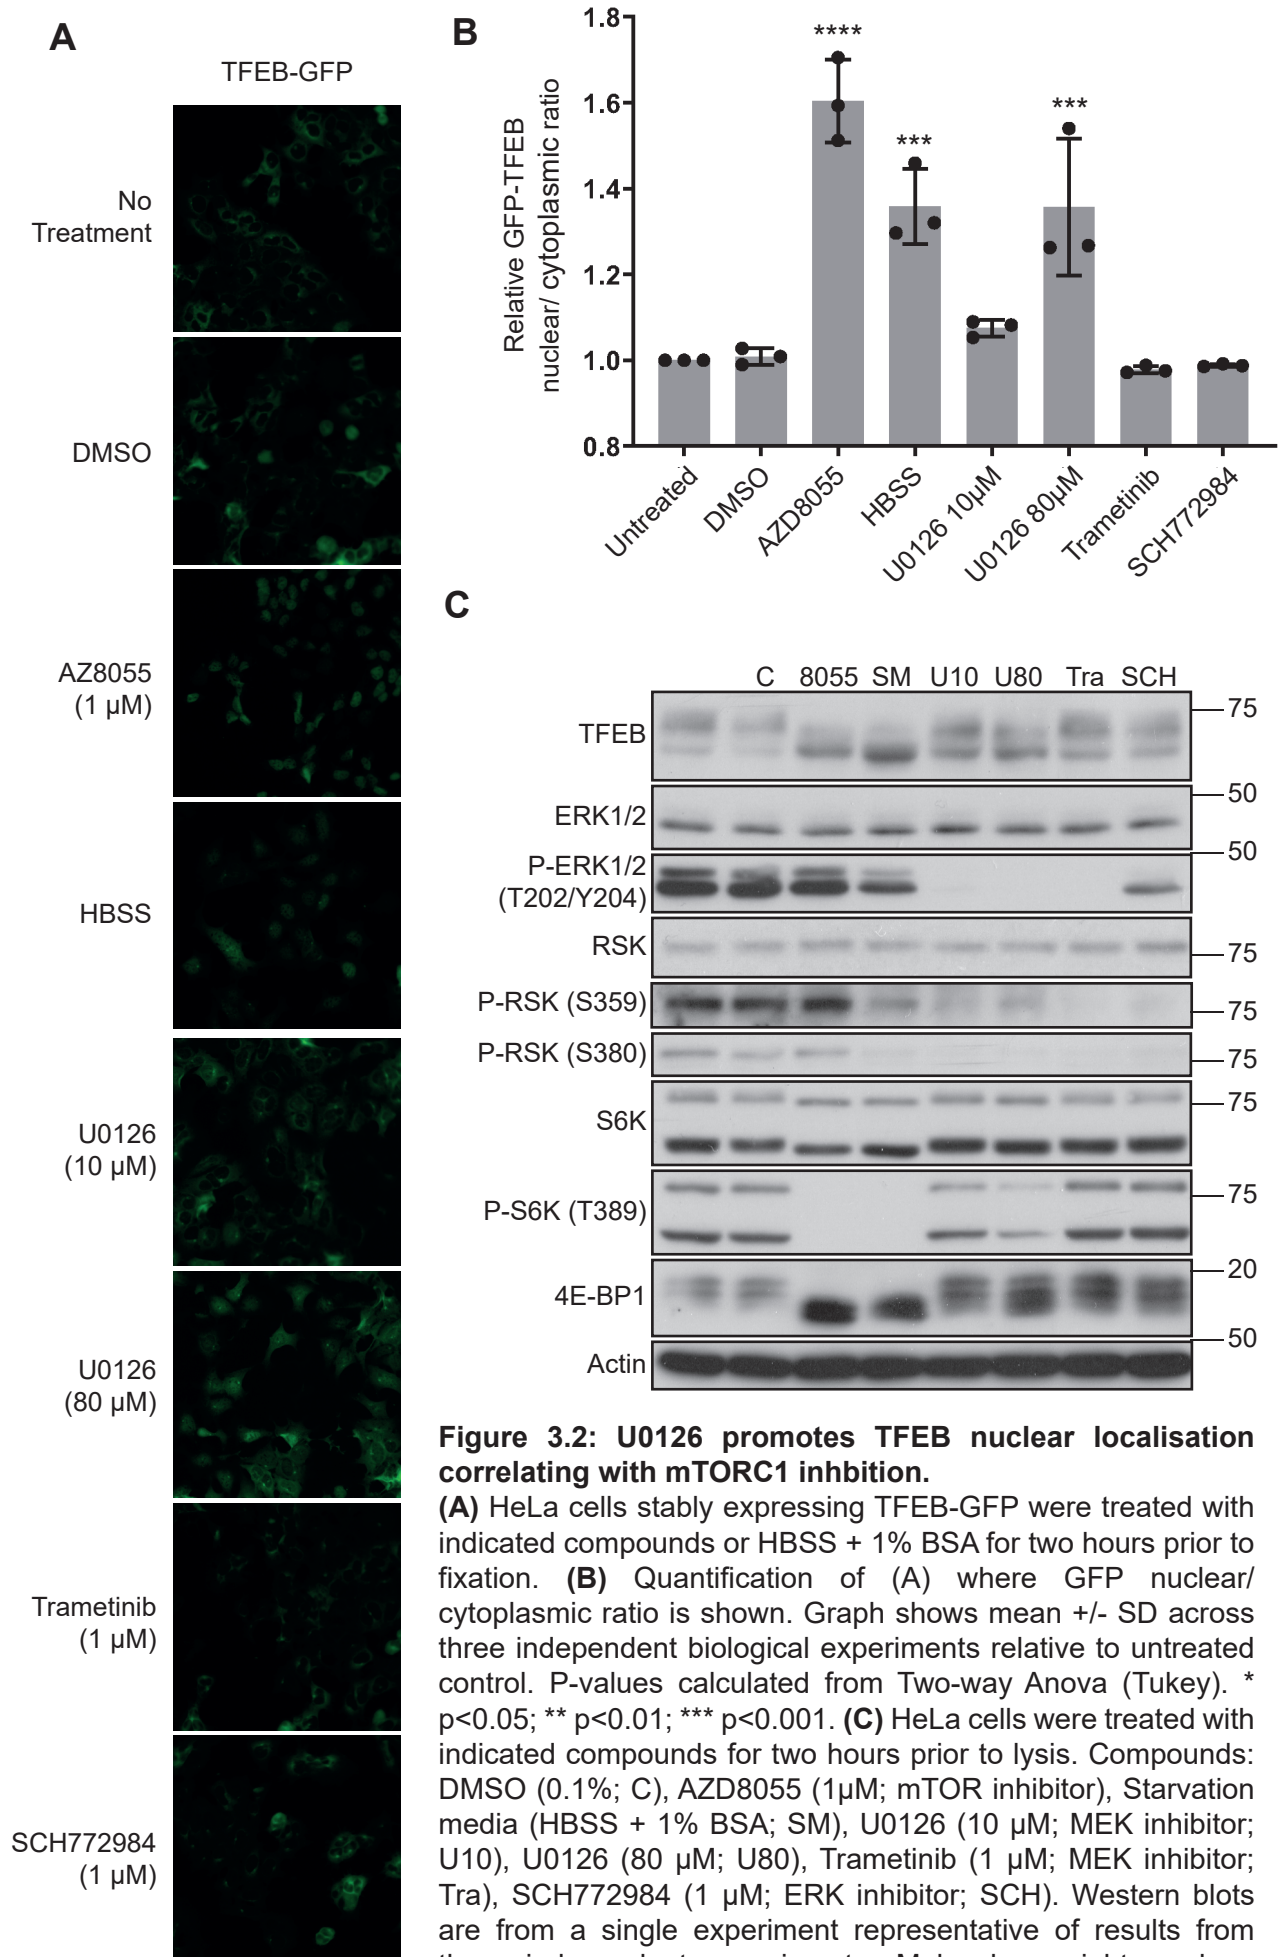 A
TFEB-GFP
No
Treatment
DMSO
AZ8055
(1 µM)
HBSS
U0126
(10 µM)
U0126
(80 µM)
Trametinib
(1 µM)
SCH772984
(1 µM)
B
Relative GFP-TFEB
nuclear/ cytoplasmic ratio
1.8
1.6
1.4
1.2
1.0
0.8
****
***
***
Untreated
DMSO
AZD8055
HBSS
U0126 10µM
U0126 80µM
Trametinib
SCH772984
C
C 8055 SM U10 U80 Tra SCH
TFEB
75
ERK1/2
50
P-ERK1/2
(T202/Y204)
50
RSK
75
P-RSK (S359)
75
P-RSK (S380)
75
S6K
75
P-S6K (T389)
75
4E-BP1
20
Actin
50
Figure 3.2: U0126 promotes TFEB nuclear localisation
correlating with mTORC1 inhbition.
(A) HeLa cells stably expressing TFEB-GFP were treated with
indicated compounds or HBSS + 1% BSA for two hours prior to
fixation. (B) Quantification of (A) where GFP nuclear/
cytoplasmic ratio is shown. Graph shows mean +/- SD across
three independent biological experiments relative to untreated
control. P-values calculated from Two-way Anova (Tukey). *
p<0.05; ** p<0.01; *** p<0.001. (C) HeLa cells were treated with
indicated compounds for two hours prior to lysis. Compounds:
DMSO (0.1%; C), AZD8055 (1µM; mTOR inhibitor), Starvation
media (HBSS + 1% BSA; SM), U0126 (10 µM; MEK inhibitor;
U10), U0126 (80 µM; U80), Trametinib (1 µM; MEK inhibitor;
Tra), SCH772984 (1 µM; ERK inhibitor; SCH). Western blots
are from a single experiment representative of results from